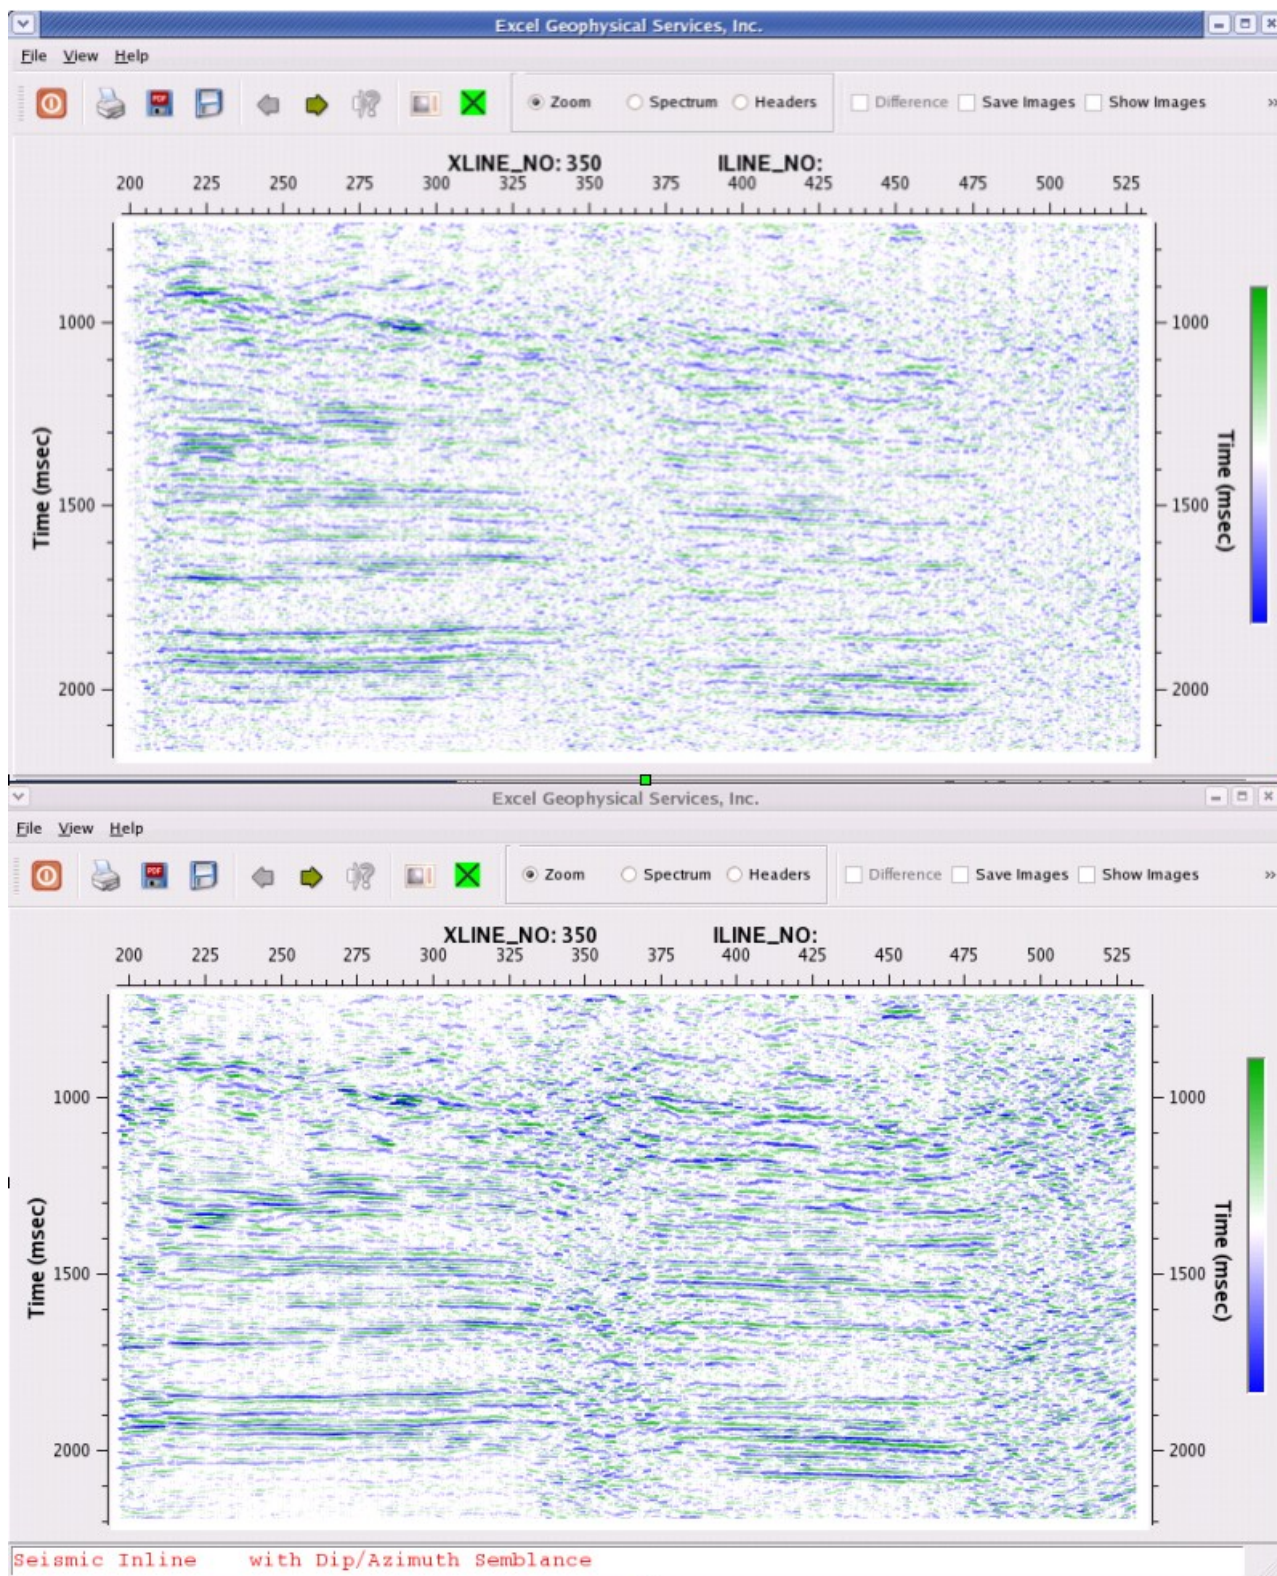 Excel Geophysical Services, Inc.
File View Help
PDF
Zoom Spectrum Headers Difference Save Images Show Images »
XLINE_NO: 350 ILINE_NO:
200 225 250 275 300 325 350 375 400 425 450 475 500 525
1000 1000
Time (msec) Time (msec)
1500 1500
2000 2000
Excel Geophysical Services, Inc.
File View Help
PDF
Zoom Spectrum Headers Difference Save Images Show Images »
XLINE_NO: 350 ILINE_NO:
200 225 250 275 300 325 350 375 400 425 450 475 500 525
1000 1000
Time (msec) Time (msec)
1500 1500
2000 2000
Seismic Inline with Dip/Azimuth Semblance